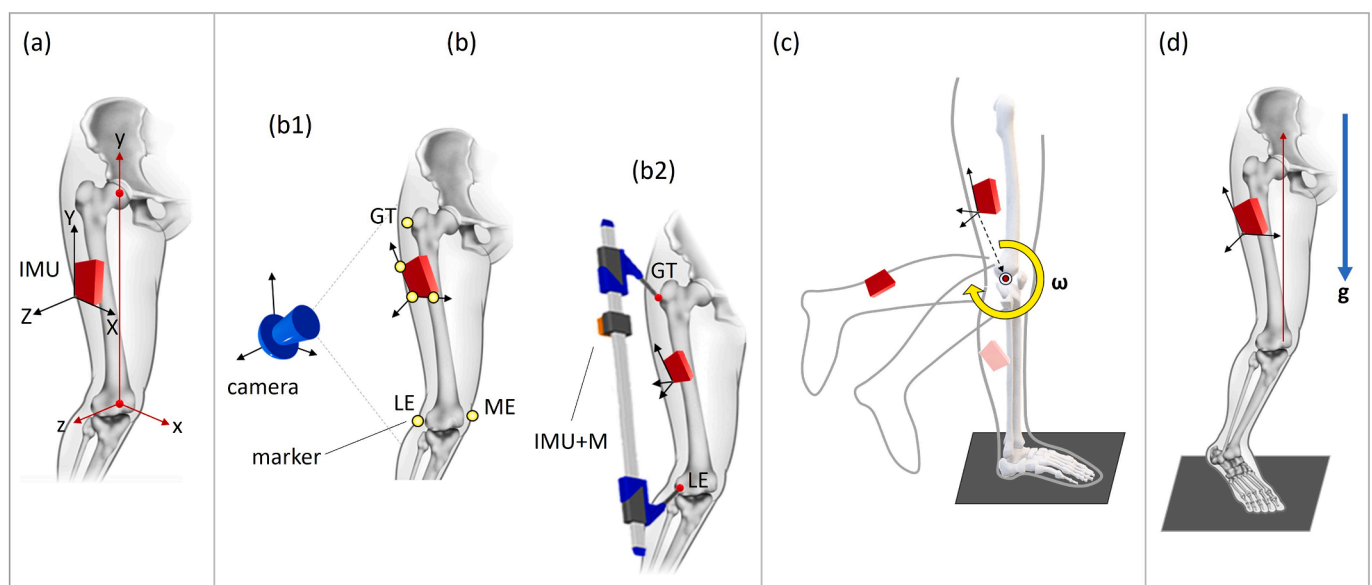 (a)
y
Y
IMU
Z
X
z
x
(b)
(b1)
GT
camera
LE
ME
marker
(b2)
GT
IMU+M
LE
(c)
ω
(d)
g